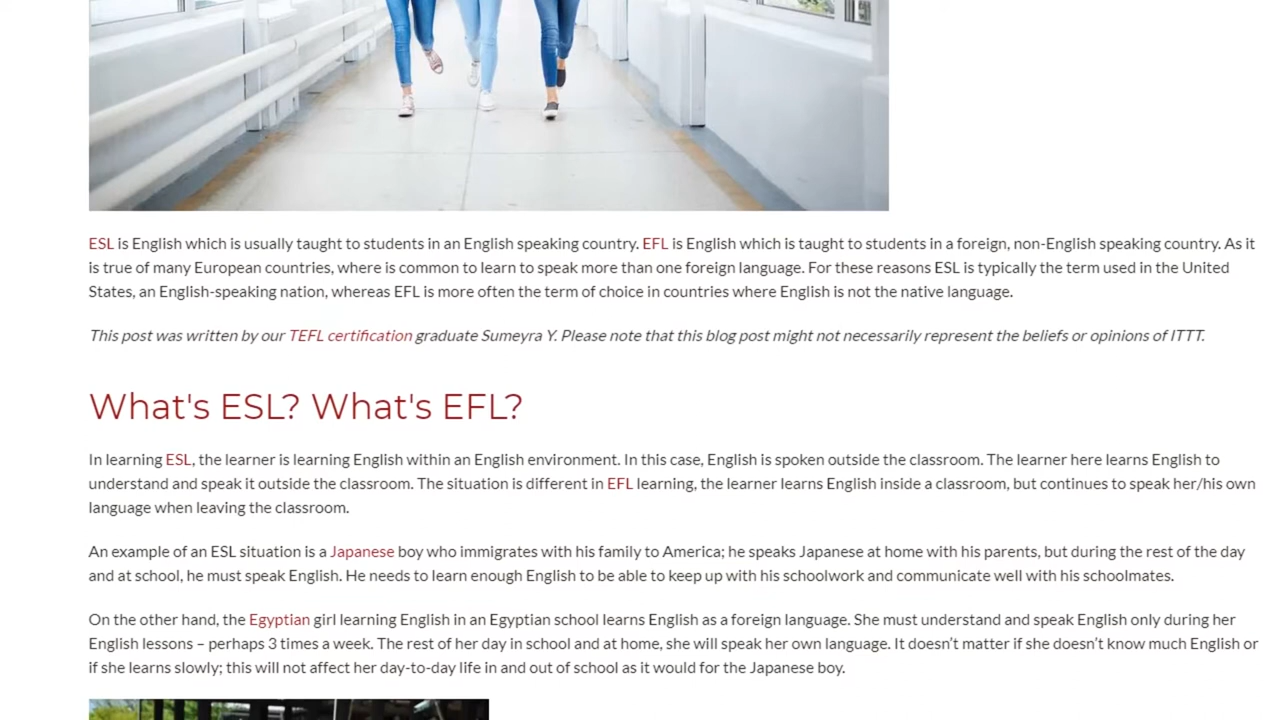 ESL is English which is usually taught to students in an English speaking country. EFL is English which is taught to students in a foreign, non-English speaking country. As it
is true of many European countries, where is common to learn to speak more than one foreign language. For these reasons ESL is typically the term used in the United
States, an English-speaking nation, whereas EFL is more often the term of choice in countries where English is not the native language.
This post was written by our TEFL certification graduate Sumeyra Y. Please note that this blog post might not necessarily represent the beliefs or opinions of ITTT.
What's ESL? What's EFL?
In learning ESL, the learner is learning English within an English environment. In this case, English is spoken outside the classroom. The learner here learns English to
understand and speak it outside the classroom. The situation is different in EFL learning, the learner learns English inside a classroom, but continues to speak her/his own
language when leaving the classroom.
An example of an ESL situation is a Japanese boy who immigrates with his family to America; he speaks Japanese at home with his parents, but during the rest of the day
and at school, he must speak English. He needs to learn enough English to be able to keep up with his schoolwork and communicate well with his schoolmates.
On the other hand, the Egyptian girl learning English in an Egyptian school learns English as a foreign language. She must understand and speak English only during her
English lessons – perhaps 3 times a week. The rest of her day in school and at home, she will speak her own language. It doesn’t matter if she doesn’t know much English or
if she learns slowly; this will not affect her day-to-day life in and out of school as it would for the Japanese boy.